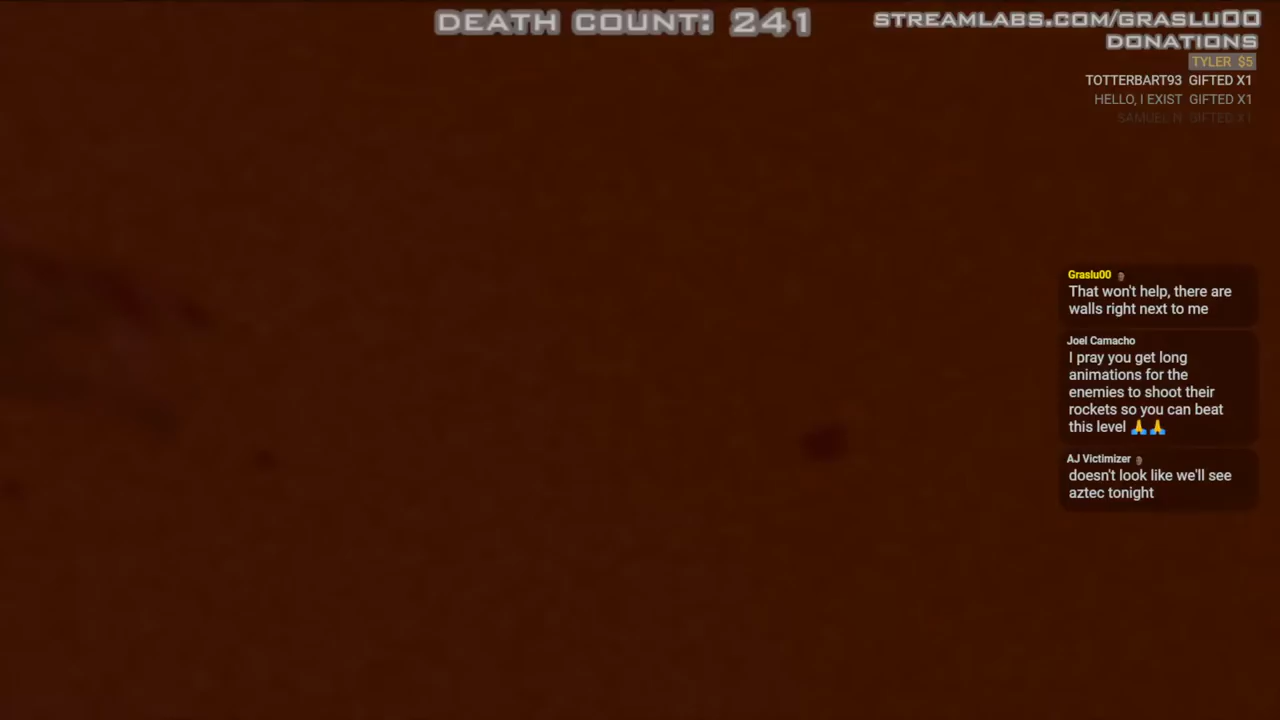 DEATH COUNT: 241
STREAMLABS.COM/GRASLU00
DONATIONS
TYLER $5
TOTTERBART93 GIFTED X1
HELLO, I EXIST GIFTED X1
SAMUEL N GIFTED X1
Graslu00
That won't help, there are
walls right next to me
Joel Camacho
I pray you get long
animations for the
enemies to shoot their
rockets so you can beat
this level 🙏🙏
AJ Victimizer
doesn't look like we'll see
aztec tonight